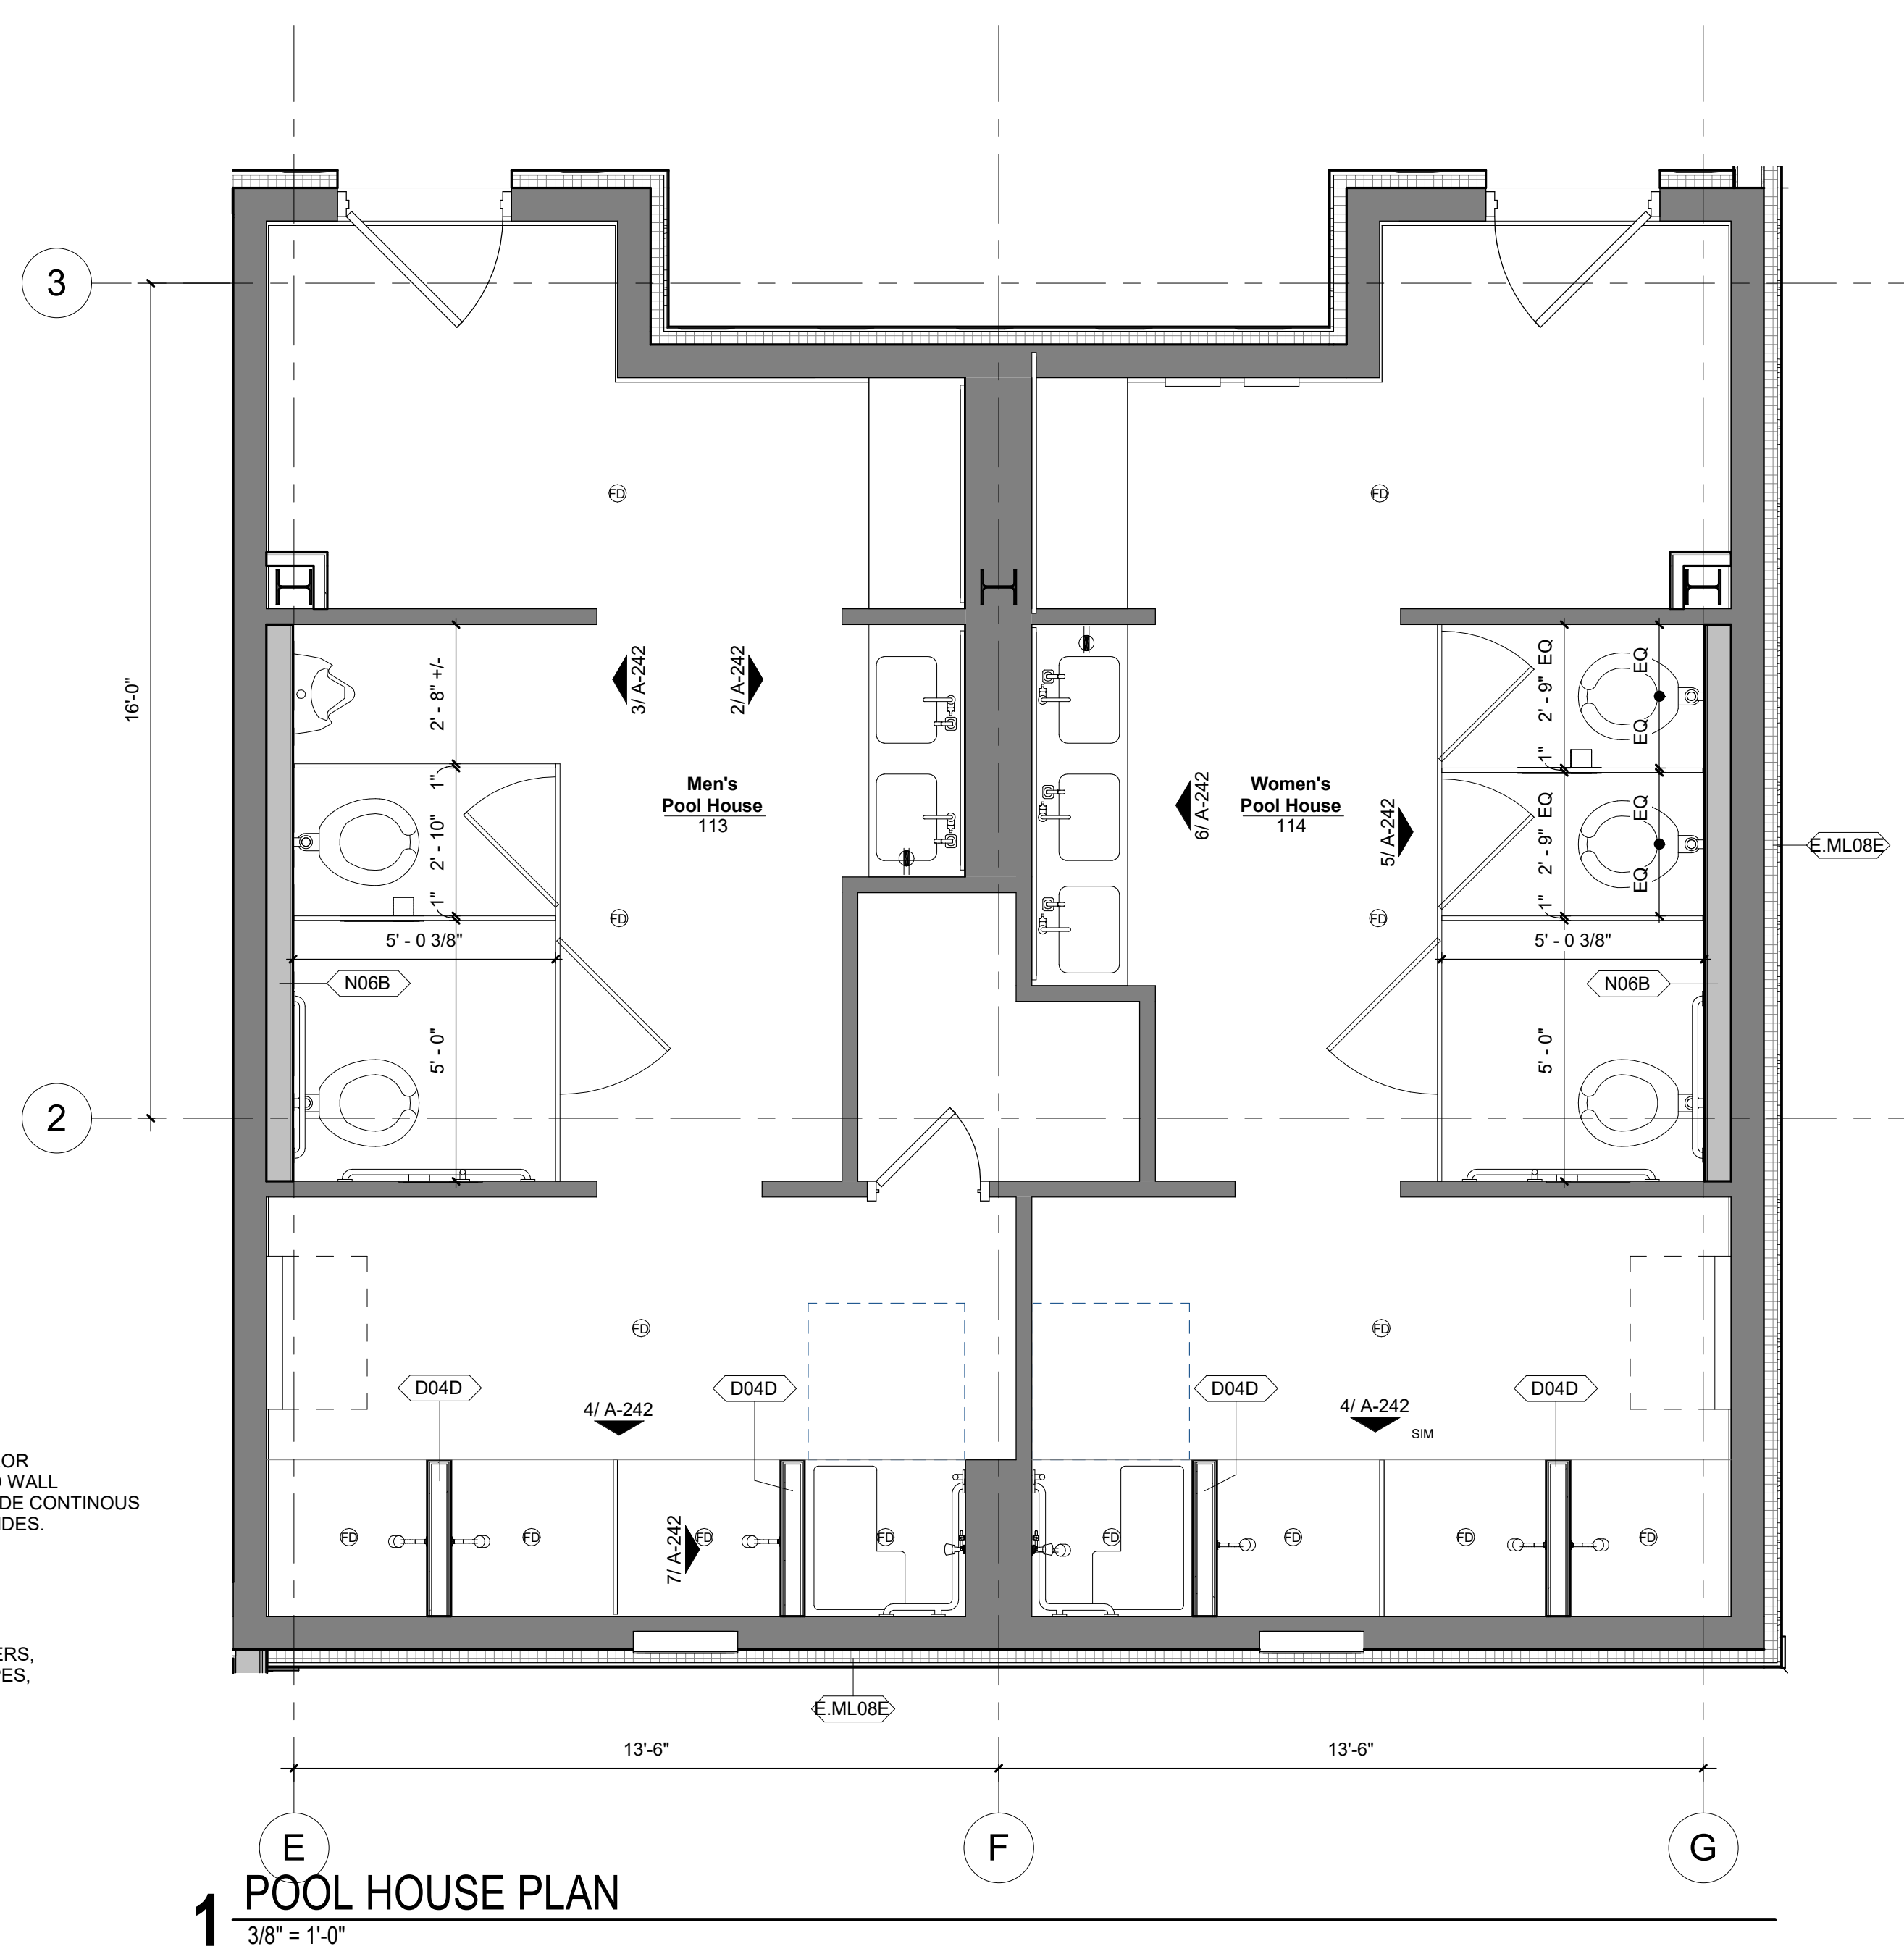 3
16'-0"
2
FD
FD
2' - 8" +/-
3/ A-242
2/ A-242
2' - 9" EQ
EQ
EQ
1"
Men's
Pool House
113
6/ A-242
Women's
Pool House
114
5/ A-242
1"
2' - 10"
1"
2' - 9" EQ
EQ
EQ
1"
E.ML08E
FD
FD
5' - 0 3/8"
5' - 0 3/8"
N06B
N06B
5' - 0"
5' - 0"
FD
FD
D04D
D04D
D04D
D04D
4/ A-242
4/ A-242
SIM
OR
WALL
DE CONTINOUS
IDES.
FD
FD
7/ A-242
FD
FD
FD
FD
FD
FD
ERS,
PES,
E.ML08E
13'-6"
13'-6"
E
F
G
1
POOL HOUSE PLAN
3/8" = 1'-0"